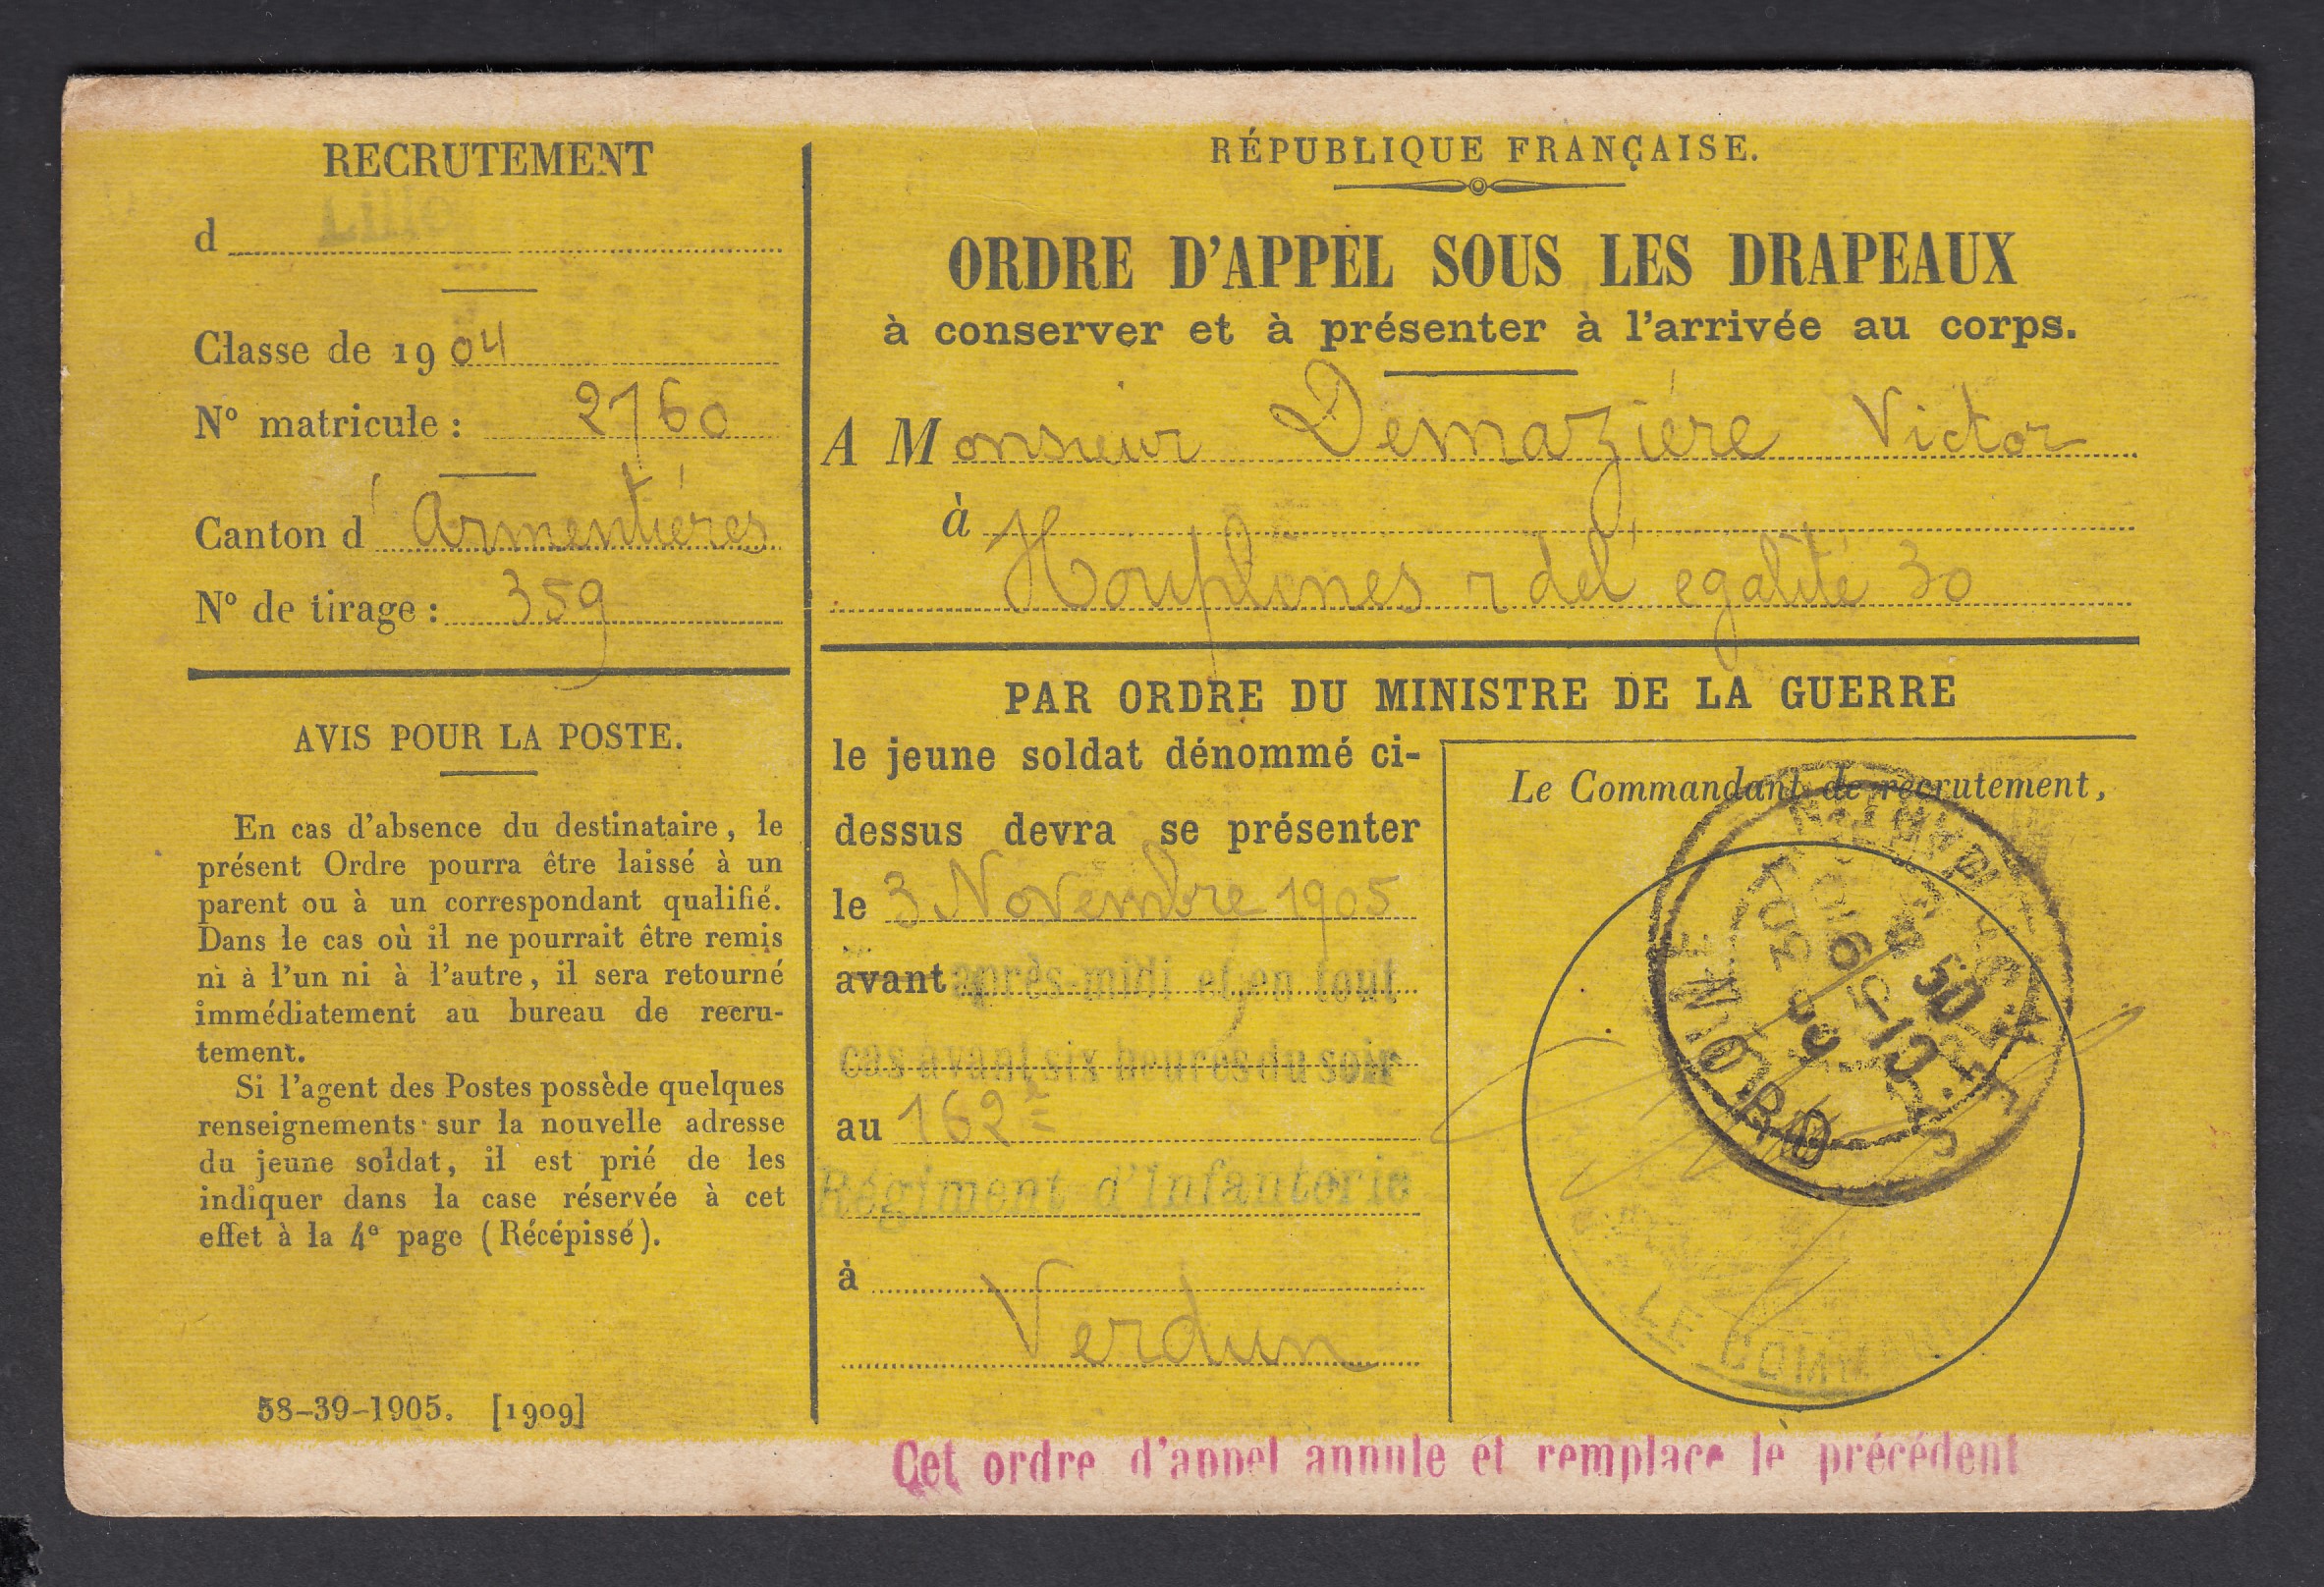 RECRUTEMENT
d Lille
Classe de 1904
N° matricule : 2760
Canton d'Armentières
N° de tirage : 359
AVIS POUR LA POSTE.
En cas d'absence du destinataire, le
présent Ordre pourra être laissé à un
parent ou à un correspondant qualifié.
Dans le cas où il ne pourrait être remis
ni à l'un ni à l'autre, il sera retourné
immédiatement au bureau de recru-
tement.
Si l'agent des Postes possède quelques
renseignements sur la nouvelle adresse
du jeune soldat, il est prié de les
indiquer dans la case réservée à cet
effet à la 4e page (Récépissé).
58-39-1905. [1909]
RÉPUBLIQUE FRANÇAISE.
ORDRE D'APPEL SOUS LES DRAPEAUX
à conserver et à présenter à l'arrivée au corps.
A Monsieur Demazière Victor
à
Houplines r del' égalité 30
PAR ORDRE DU MINISTRE DE LA GUERRE
le jeune soldat dénommé ci-
dessus devra se présenter
le 3 Novembre 1905
avant après-midi et en tout
cas avant six heures du soir
au 162e
Régiment d'Infanterie
à
Verdun
Le Commandant de recrutement,
NORD
LE COMMAND
Cet ordre d'appel annule et remplace le précédent